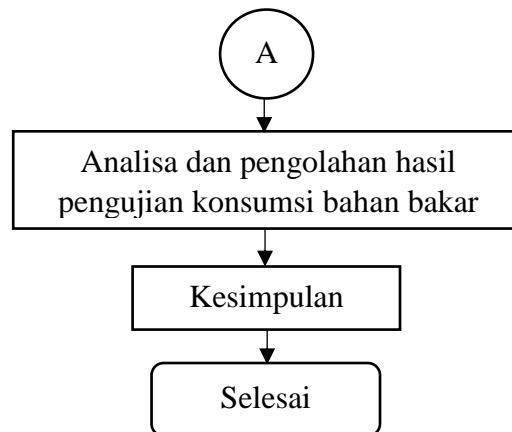 A
Analisa dan pengolahan hasil
pengujian konsumsi bahan bakar
Kesimpulan
Selesai